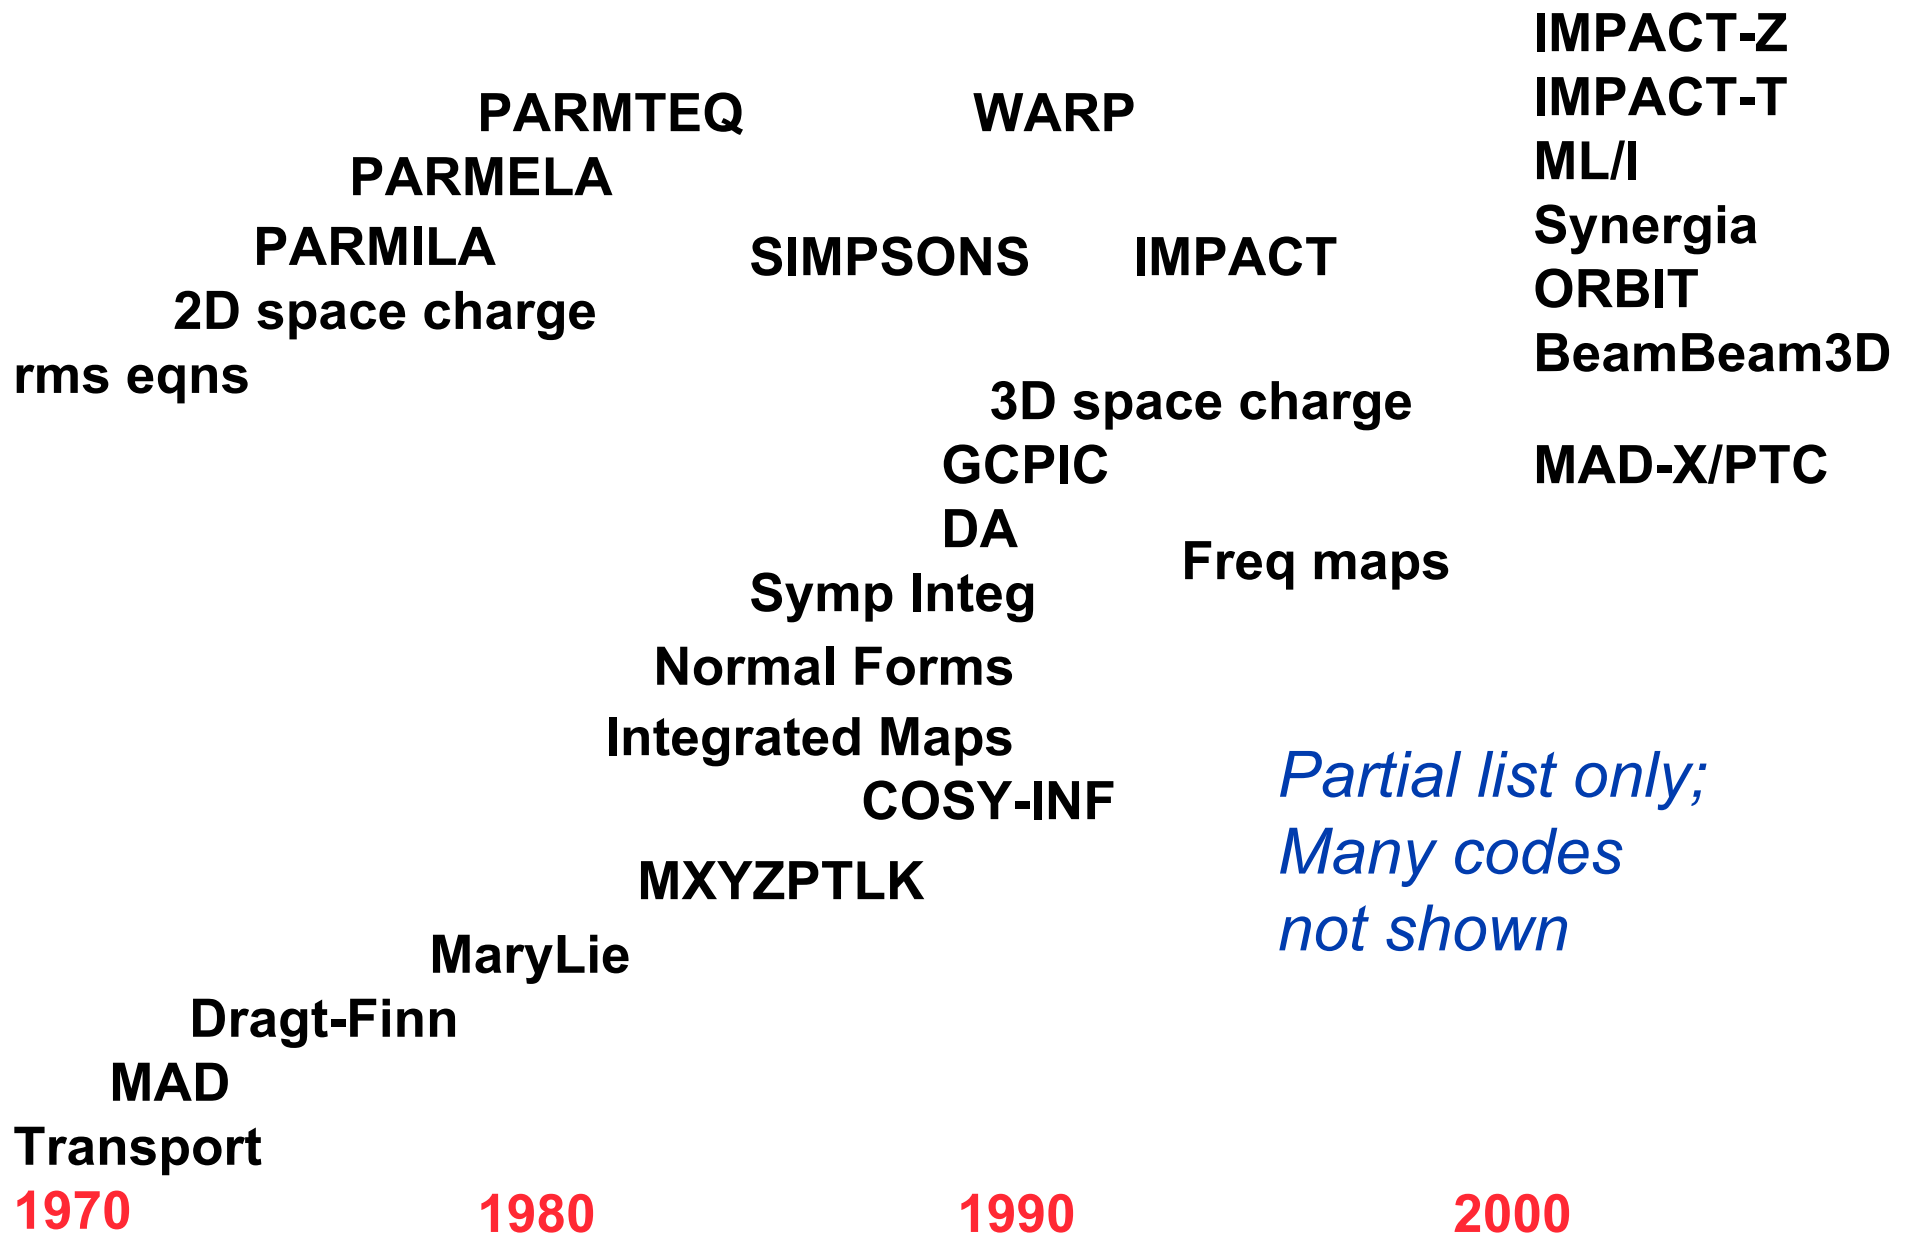 IMPACT-Z
PARMTEQ
WARP
IMPACT-T
PARMELA
ML/I
PARMILA
SIMPSONS
IMPACT
Synergia
2D space charge
ORBIT
rms eqns
BeamBeam3D
3D space charge
GCPIC
MAD-X/PTC
DA
Freq maps
Symp Integ
Normal Forms
Integrated Maps
COSY-INF
Partial list only;
Many codes
not shown
MXYZPTLK
MaryLie
Dragt-Finn
MAD
Transport
1970
1980
1990
2000